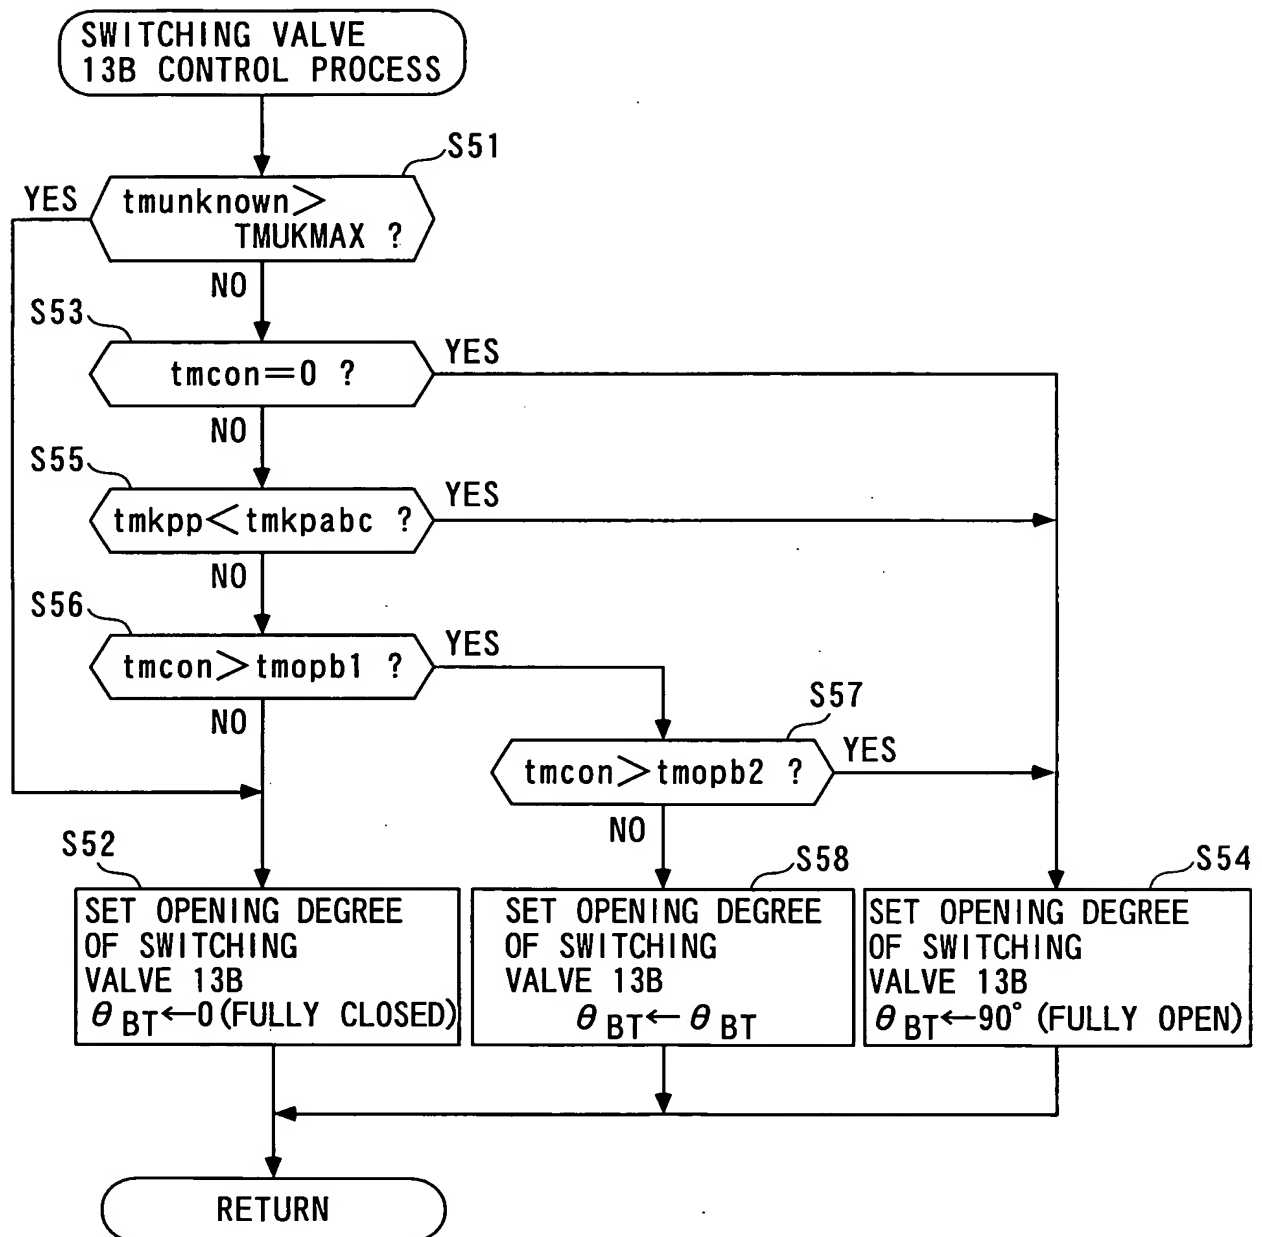 SWITCHING VALVE
13B CONTROL PROCESS
S51
YES
tmunknown>
TMUKMAX ?
NO
S53
tmcon=0 ?
YES
NO
S55
tmkpp<tmkpabc ?
YES
NO
S56
tmcon>tmopb1 ?
YES
NO
S57
tmcon>tmopb2 ?
YES
NO
S52
SET OPENING DEGREE
OF SWITCHING
VALVE 13B
θBT←0(FULLY CLOSED)
S58
SET OPENING DEGREE
OF SWITCHING
VALVE 13B
θBT←θBT
S54
SET OPENING DEGREE
OF SWITCHING
VALVE 13B
θBT←90°(FULLY OPEN)
RETURN